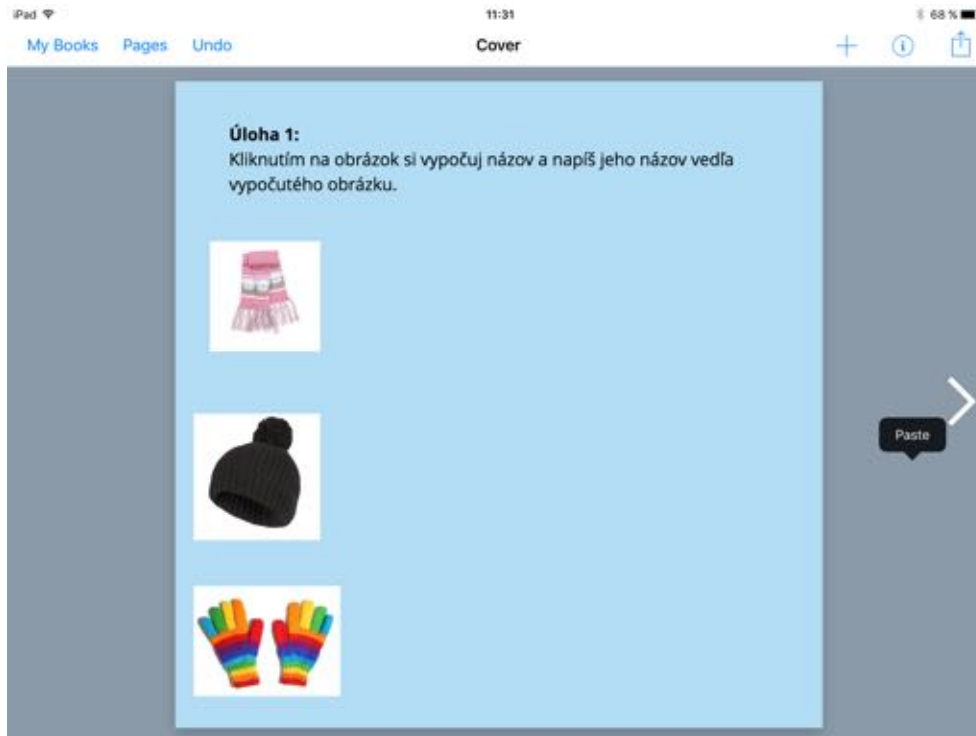 iPad 11:31 68 %
My Books Pages Undo Cover
Úloha 1:
Kliknutím na obrázok si vypočuj názov a napíš jeho názov vedľa
vypočutého obrázku.
Paste